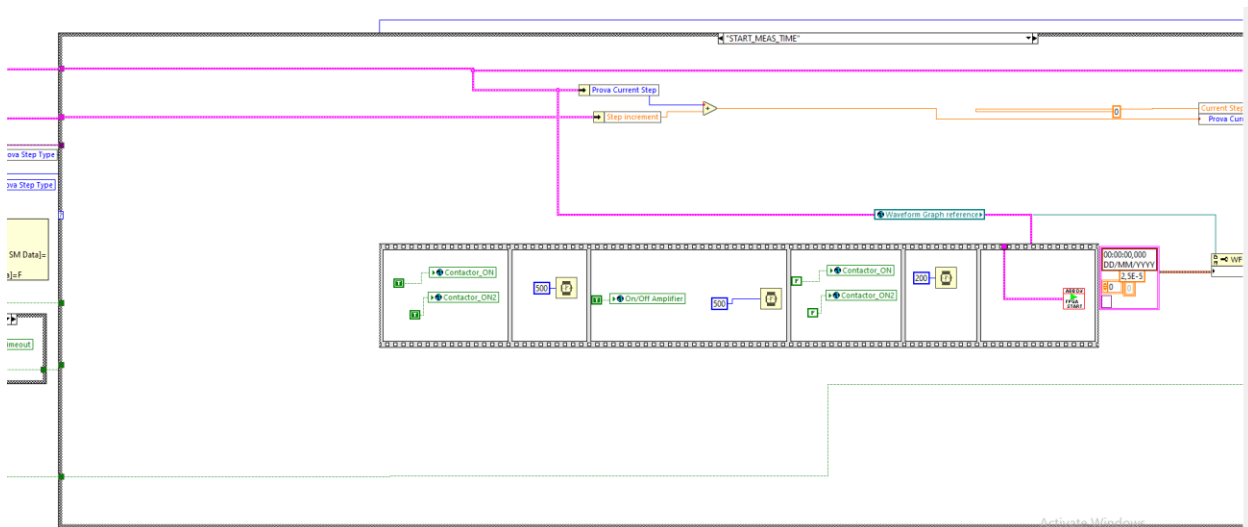 "START_MEAS_TIME"
Prova Current Step
Step increment
0
Current Step
Prova Cur
ova Step Type
ova Step Type
SM Data]=
a]=F
imeout
Waveform Graph reference
Contactor_ON
Contactor_ON2
500
On/Off Amplifier
500
Contactor_ON
Contactor_ON2
200
FPVA
START
00:00:00,000
DD/MM/YYYY
2,5E-5
0
0
WF
Activate Windows